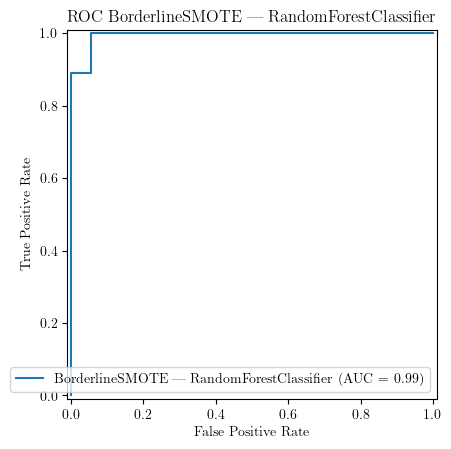 ROC BorderlineSMOTE — RandomForestClassifier
1.0
0.8
0.6
0.4
0.2
0.0
True Positive Rate
BorderlineSMOTE — RandomForestClassifier (AUC = 0.99)
0.0 0.2 0.4 0.6 0.8 1.0
False Positive Rate